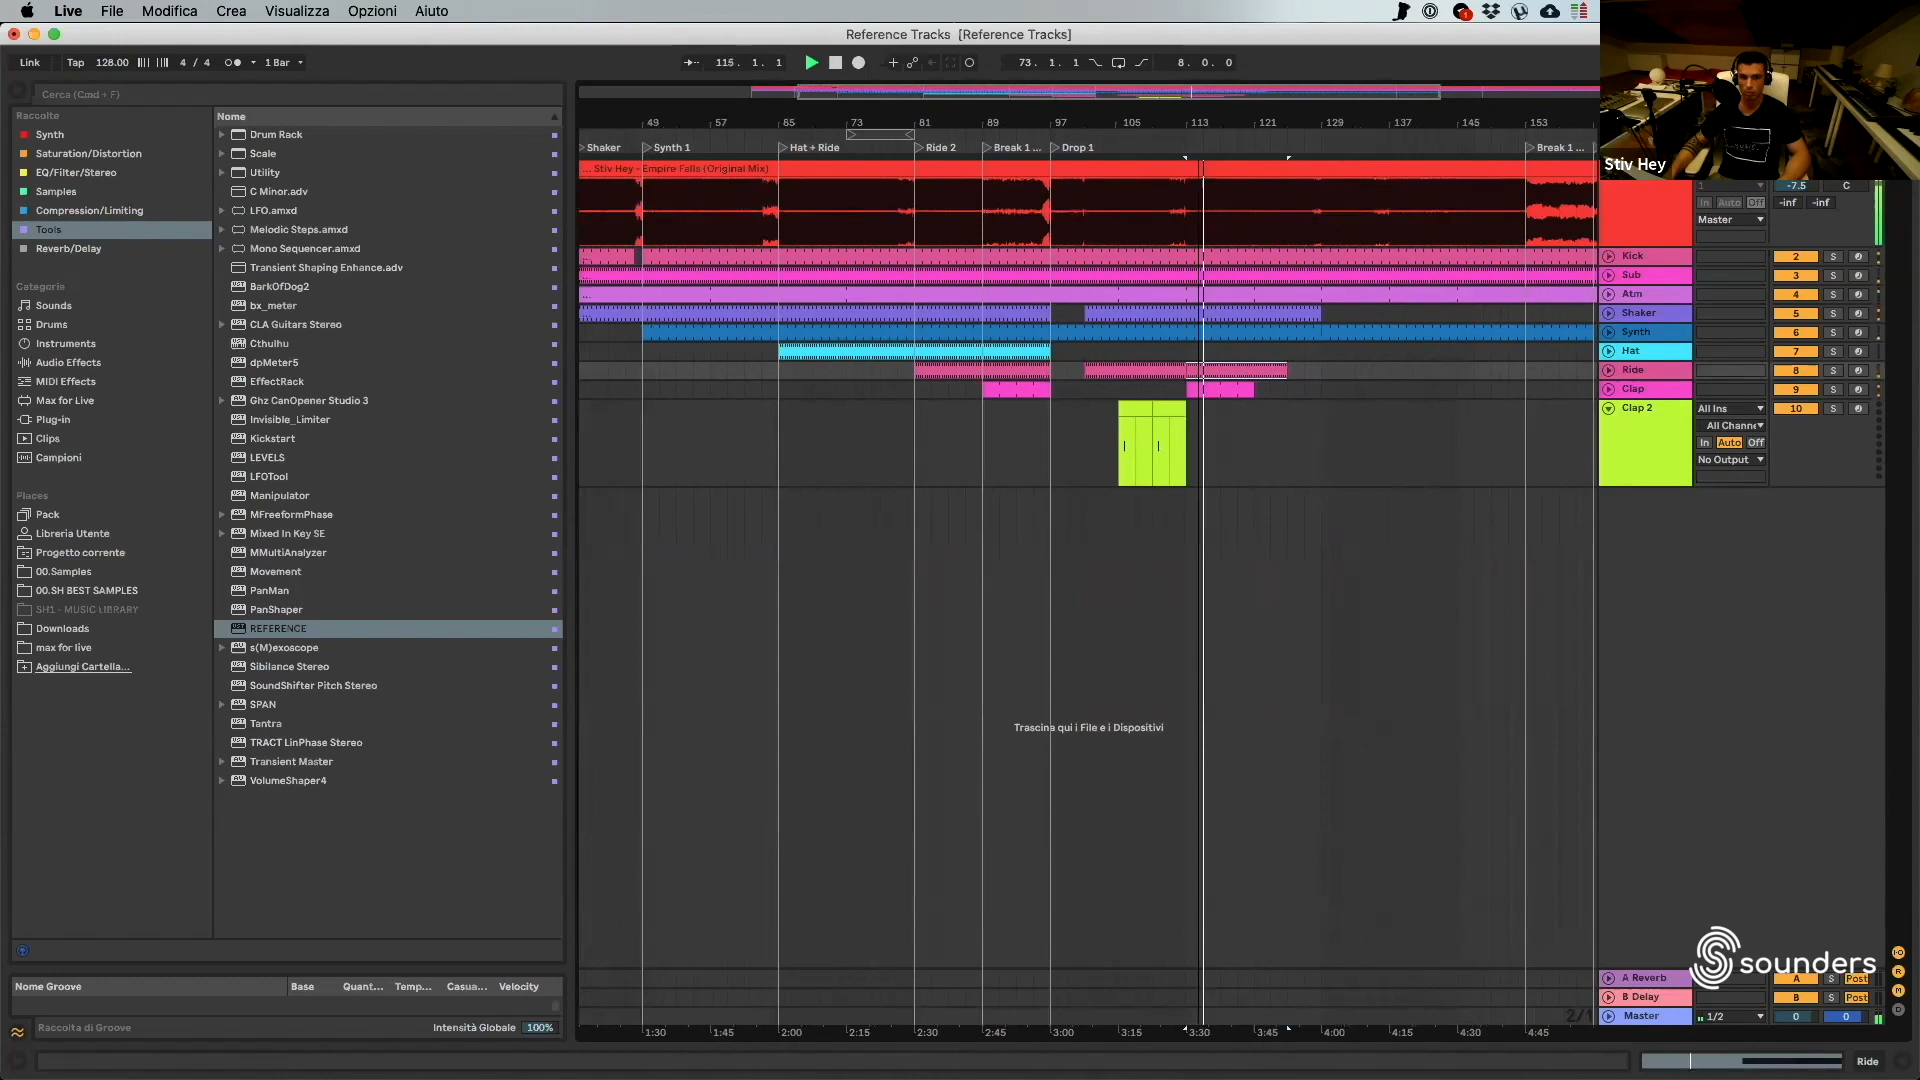 Live File Modifica Crea Visualizza Opzioni Aiuto
Reference Tracks [Reference Tracks]
Link Tap 128.00 4 / 4 1 Bar 115. 1. 1 73. 1. 1 8. 0. 0
Cerca (Cmd + F)
Raccolte
Synth
Saturation/Distortion
EQ/Filter/Stereo
Samples
Compression/Limiting
Tools
Reverb/Delay
Categorie
Sounds
Drums
Instruments
Audio Effects
MIDI Effects
Max for Live
Plug-in
Clips
Campioni
Places
Pack
Libreria Utente
Progetto corrente
00.Samples
00.SH BEST SAMPLES
SH1 - MUSIC LIBRARY
Downloads
max for live
Aggiungi Cartella...
Nome
Drum Rack
Scale
Utility
C Minor.adv
LFO.amxd
Melodic Steps.amxd
Mono Sequencer.amxd
Transient Shaping Enhance.adv
BarkOfDog2
bx_meter
CLA Guitars Stereo
Cthulhu
dpMeter5
EffectRack
Ghz CanOpener Studio 3
Invisible_Limiter
Kickstart
LEVELS
LFOTool
Manipulator
MFreeformPhase
Mixed In Key SE
MMultiAnalyzer
Movement
PanMan
PanShaper
REFERENCE
s(M)exoscope
Sibilance Stereo
SoundShifter Pitch Stereo
SPAN
Tantra
TRACT LinPhase Stereo
Transient Master
VolumeShaper4
Nome Groove Base Quant... Temp... Casua... Velocity
Raccolta di Groove Intensità Globale 100%
49 57 65 73 81 89 97 105 113 121 129 137 145 153
Shaker Synth 1 Hat + Ride Ride 2 Break 1 ... Drop 1 Break 1 ...
... Stiv Hey - Empire Falls (Original Mix)
Trascina qui i File e i Dispositivi
1:30 1:45 2:00 2:15 2:30 2:45 3:00 3:15 3:30 3:45 4:00 4:15 4:30 4:45
2/1
Stiv Hey
1 -7.5 C
In Auto Off -inf -inf
Master
Kick 2 S
Sub 3 S
Atm 4 S
Shaker 5 S
Synth 6 S
Hat 7 S
Ride 8 S
Clap 9 S
Clap 2 All Ins 10 S
All Channe
In Auto Off
No Output
sounders
A Reverb A S Post
B Delay B S Post
Master 1/2 0 0
Ride